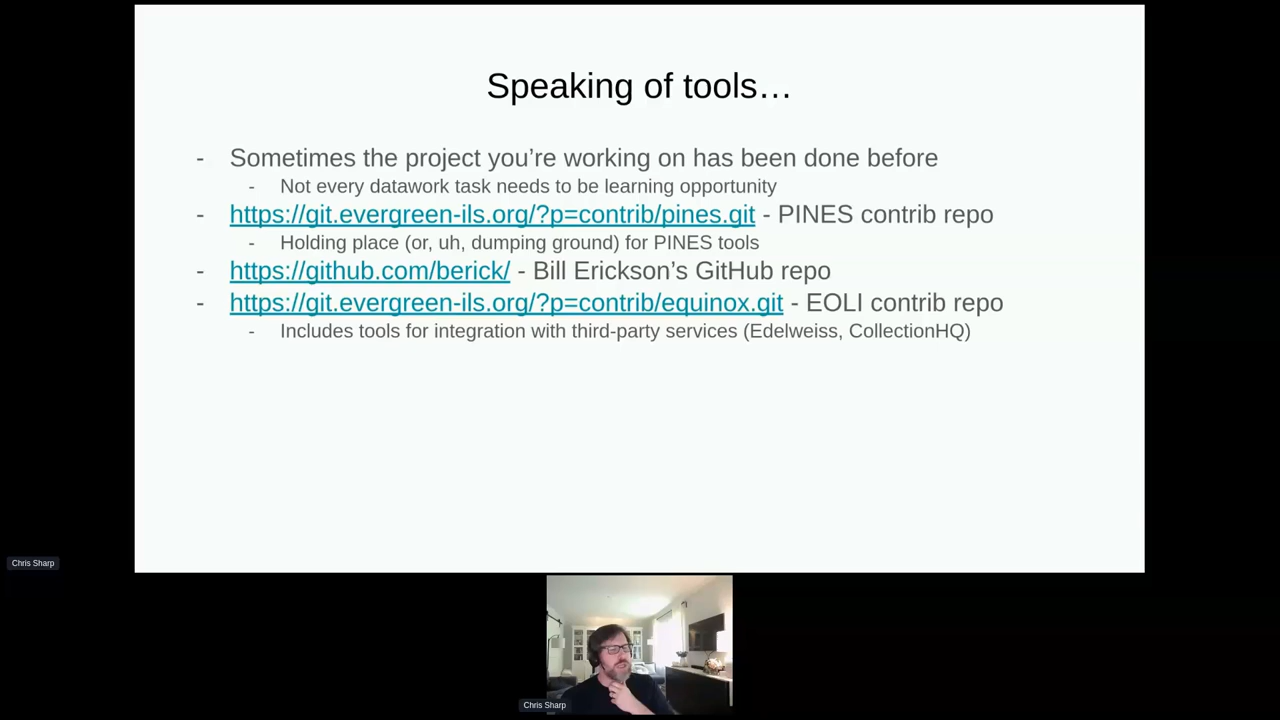 Speaking of tools…
- Sometimes the project you’re working on has been done before
- Not every datawork task needs to be learning opportunity
- https://git.evergreen-ils.org/?p=contrib/pines.git - PINES contrib repo
- Holding place (or, uh, dumping ground) for PINES tools
- https://github.com/berick/ - Bill Erickson’s GitHub repo
- https://git.evergreen-ils.org/?p=contrib/equinox.git - EOLI contrib repo
- Includes tools for integration with third-party services (Edelweiss, CollectionHQ)
Chris Sharp
Chris Sharp